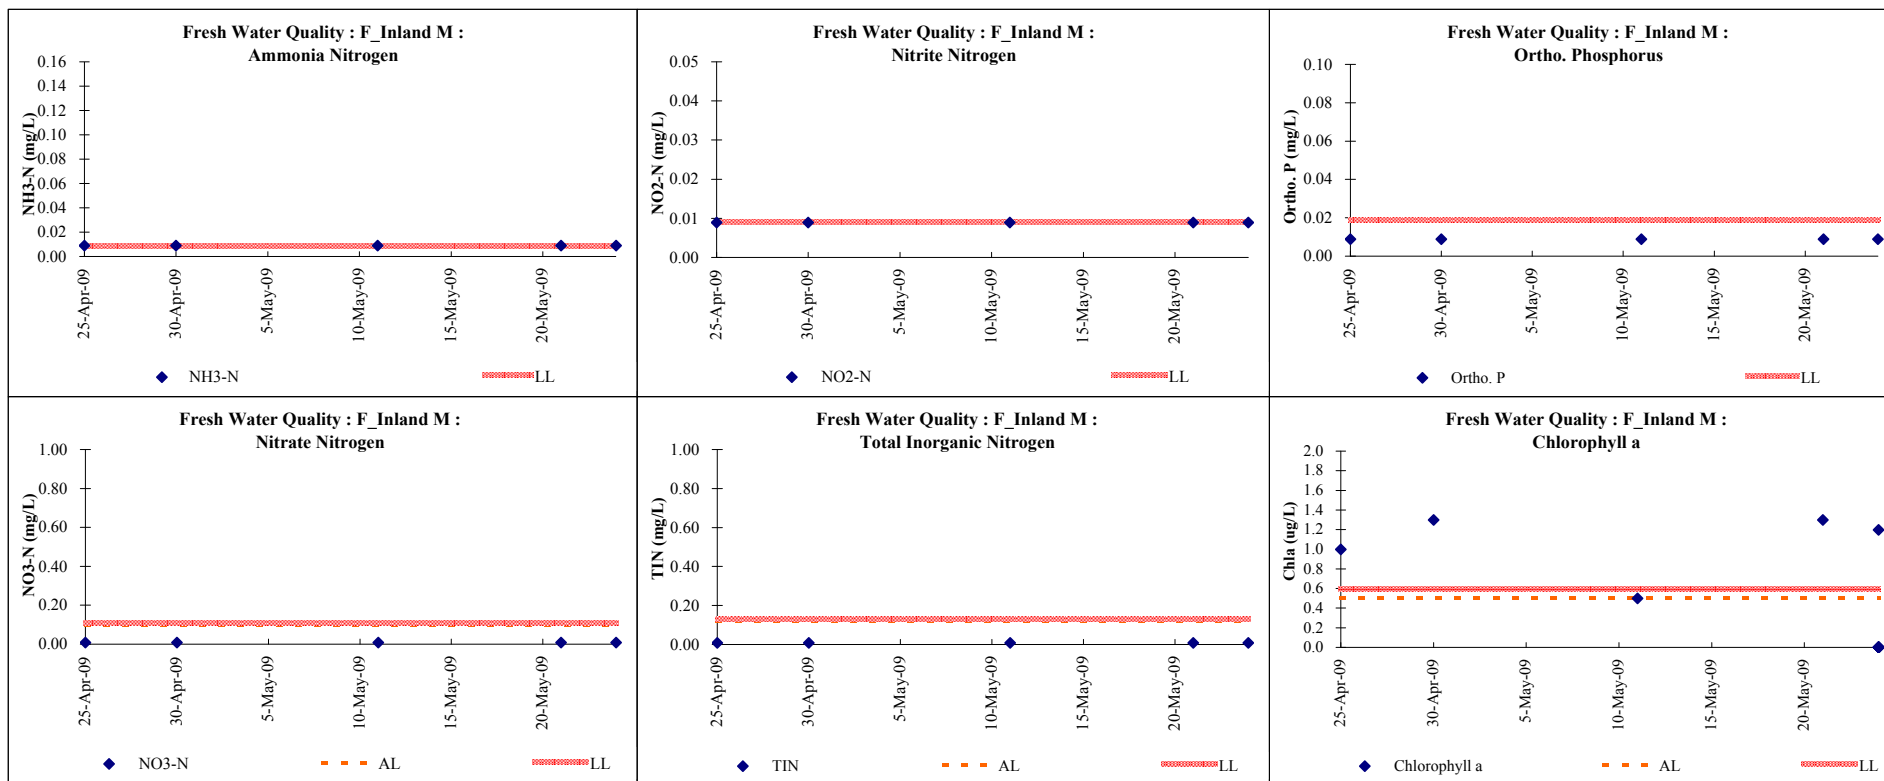 Fresh Water Quality : F_Inland M :
Ammonia Nitrogen
NH3-N (mg/L)
0.16
0.14
0.12
0.10
0.08
0.06
0.04
0.02
0.00
25-Apr-09
30-Apr-09
5-May-09
10-May-09
15-May-09
20-May-09
NH3-N
LL
Fresh Water Quality : F_Inland M :
Nitrite Nitrogen
NO2-N (mg/L)
0.05
0.04
0.03
0.02
0.01
0.00
25-Apr-09
30-Apr-09
5-May-09
10-May-09
15-May-09
20-May-09
NO2-N
LL
Fresh Water Quality : F_Inland M :
Ortho. Phosphorus
Ortho. P (mg/L)
0.10
0.08
0.06
0.04
0.02
0.00
25-Apr-09
30-Apr-09
5-May-09
10-May-09
15-May-09
20-May-09
Ortho. P
LL
Fresh Water Quality : F_Inland M :
Nitrate Nitrogen
NO3-N (mg/L)
1.00
0.80
0.60
0.40
0.20
0.00
25-Apr-09
30-Apr-09
5-May-09
10-May-09
15-May-09
20-May-09
NO3-N
AL
LL
Fresh Water Quality : F_Inland M :
Total Inorganic Nitrogen
TIN (mg/L)
1.00
0.80
0.60
0.40
0.20
0.00
25-Apr-09
30-Apr-09
5-May-09
10-May-09
15-May-09
20-May-09
TIN
AL
LL
Fresh Water Quality : F_Inland M :
Chlorophyll a
Chla (ug/L)
2.0
1.8
1.6
1.4
1.2
1.0
0.8
0.6
0.4
0.2
0.0
25-Apr-09
30-Apr-09
5-May-09
10-May-09
15-May-09
20-May-09
Chlorophyll a
AL
LL